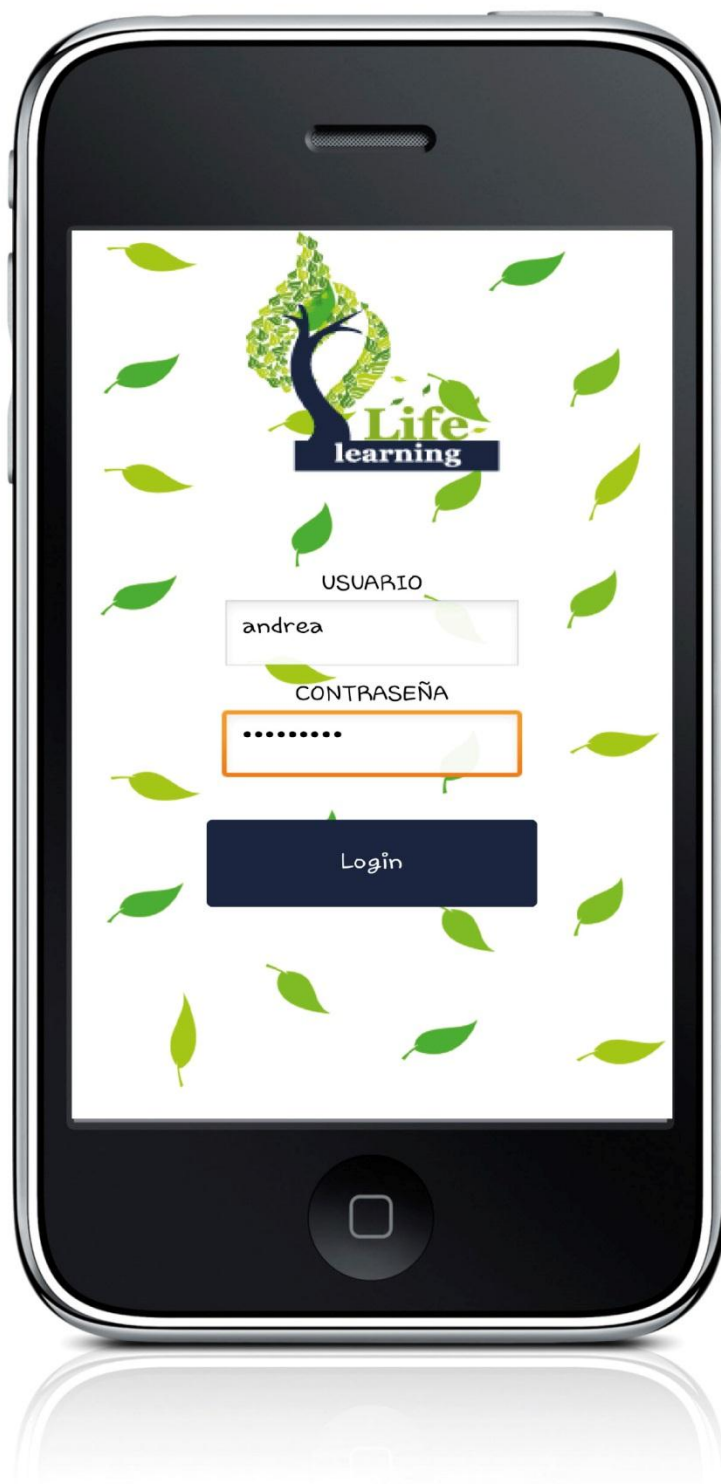 Life
learning
USUARIO
andrea
CONTRASEÑA
•••••••••
Login